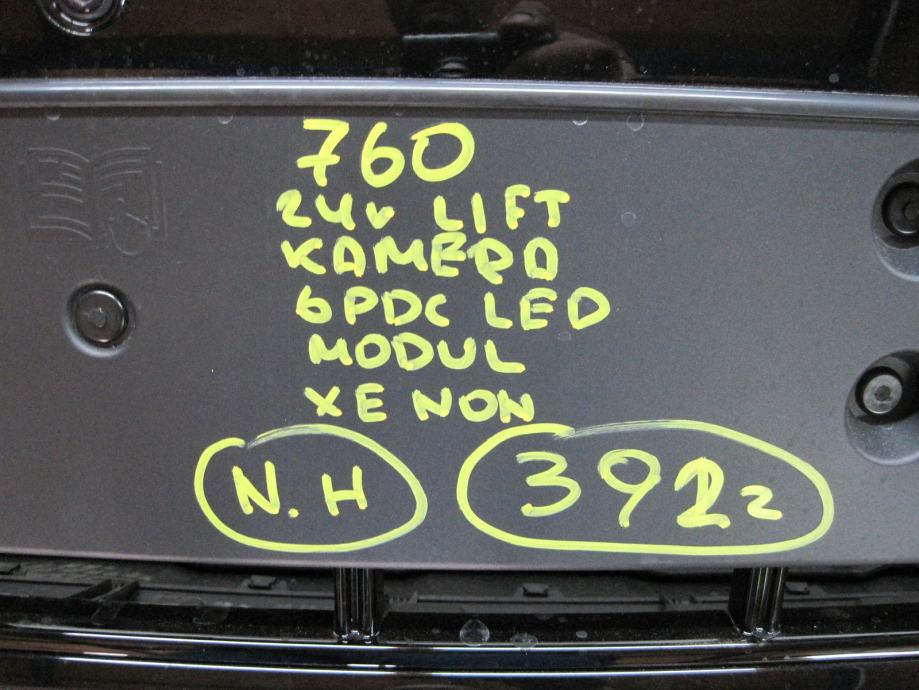 760
24v LIFT
KAMERA
6PDC LED
MODUL
XENON
N.H 392z